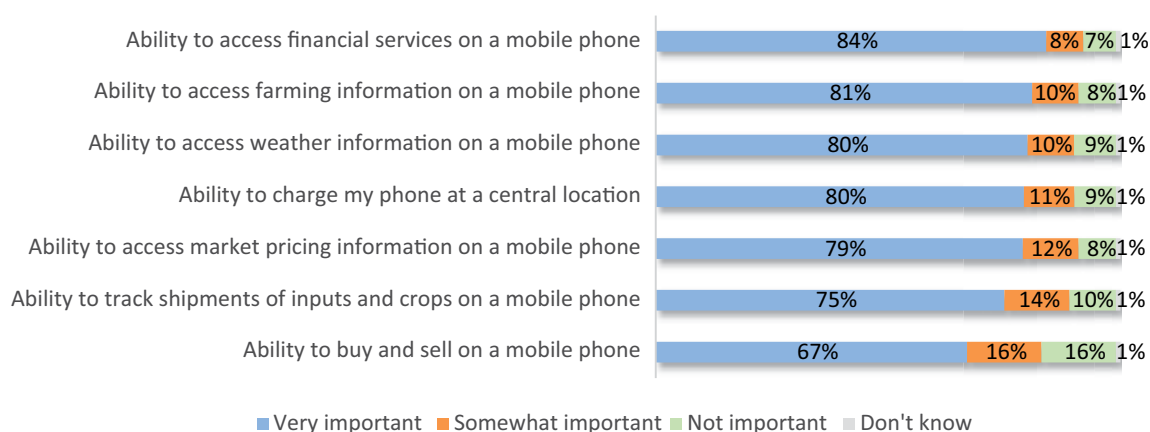 Ability to access financial services on a mobile phone 84% 8% 7% 1%
Ability to access farming information on a mobile phone 81% 10% 8% 1%
Ability to access weather information on a mobile phone 80% 10% 9% 1%
Ability to charge my phone at a central location 80% 11% 9% 1%
Ability to access market pricing information on a mobile phone 79% 12% 8% 1%
Ability to track shipments of inputs and crops on a mobile phone 75% 14% 10% 1%
Ability to buy and sell on a mobile phone 67% 16% 16% 1%
Very important Somewhat important Not important Don't know